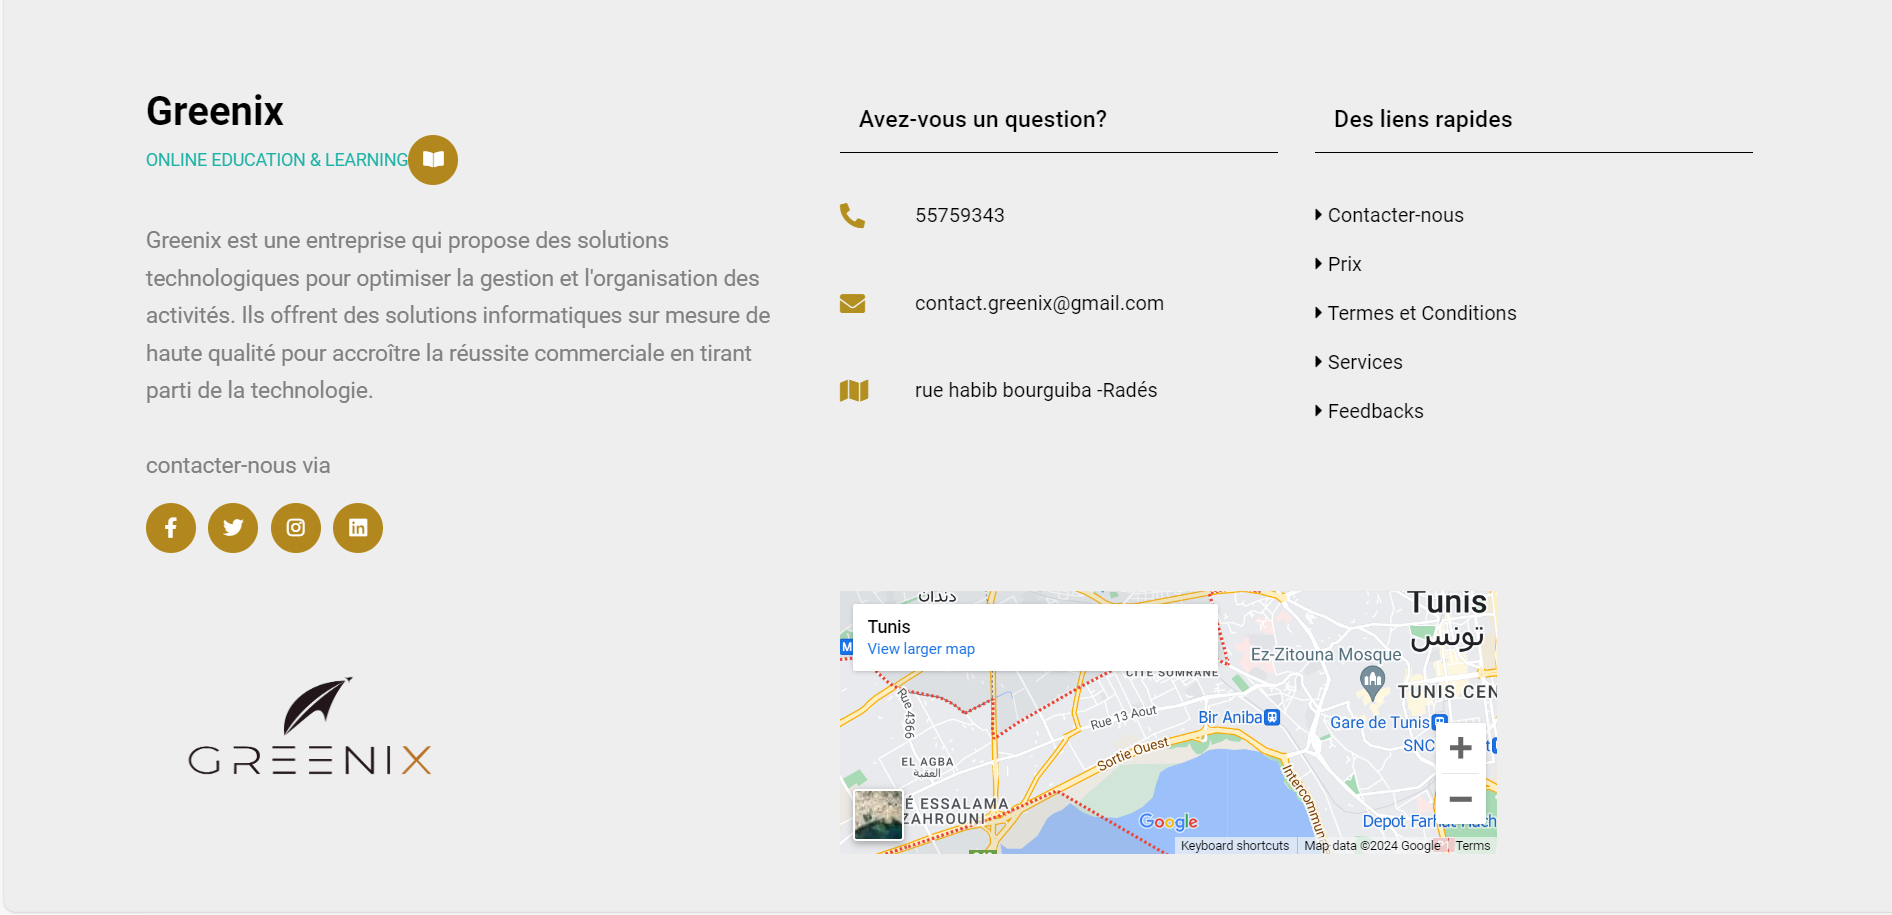 Greenix
ONLINE EDUCATION & LEARNING
Greenix est une entreprise qui propose des solutions
technologiques pour optimiser la gestion et l'organisation des
activités. Ils offrent des solutions informatiques sur mesure de
haute qualité pour accroître la réussite commerciale en tirant
parti de la technologie.
contacter-nous via
GREENIX
Avez-vous un question?
55759343
contact.greenix@gmail.com
rue habib bourguiba -Radés
Des liens rapides
Contacter-nous
Prix
Termes et Conditions
Services
Feedbacks
دندان
Tunis
View larger map
M
Tunis
تونس
Ez-Zitouna Mosque
CITÉ SOMRANE
TUNIS CEN
Rue 4366
Rue 13 Aout
Bir Aniba
Gare de Tunis
SNC
t
EL AGBA
العقبة
Sortie Ouest
Intercommun
É ESSALAMA
ZAHROUNI
Google
Depot Farhat Hach
Keyboard shortcuts
Map data ©2024 Google
Terms